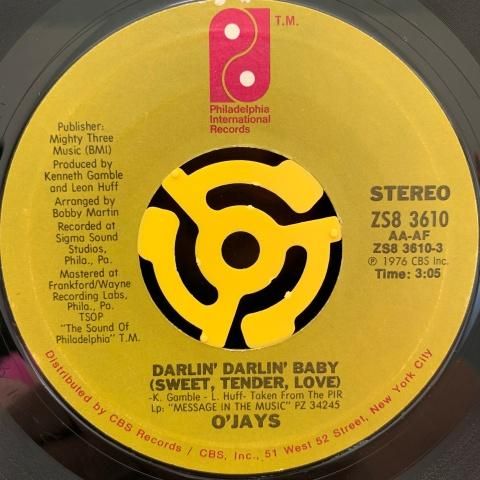 T.M.
Philadelphia
International
Records
Publisher:
Mighty Three
Music (BMI)
Produced by
Kenneth Gamble
and Leon Huff
Arranged by
Bobby Martin
Recorded at
Sigma Sound
Studios,
Phila., Pa.
Mastered at
Frankford/Wayne
Recording Labs,
Phila., Pa.
TSOP
"The Sound Of
Philadelphia" T.M.
STEREO
ZS8 3610
AA-AF
ZS8 3610-3
℗ 1976 CBS Inc.
Time: 3:05
DARLIN' DARLIN' BABY
(SWEET, TENDER, LOVE)
-K. Gamble - L. Huff- Taken From The PIR
Lp: "MESSAGE IN THE MUSIC" PZ 34245
O'JAYS
Distributed by CBS Records / CBS, Inc., 51 West 52 Street, New York City